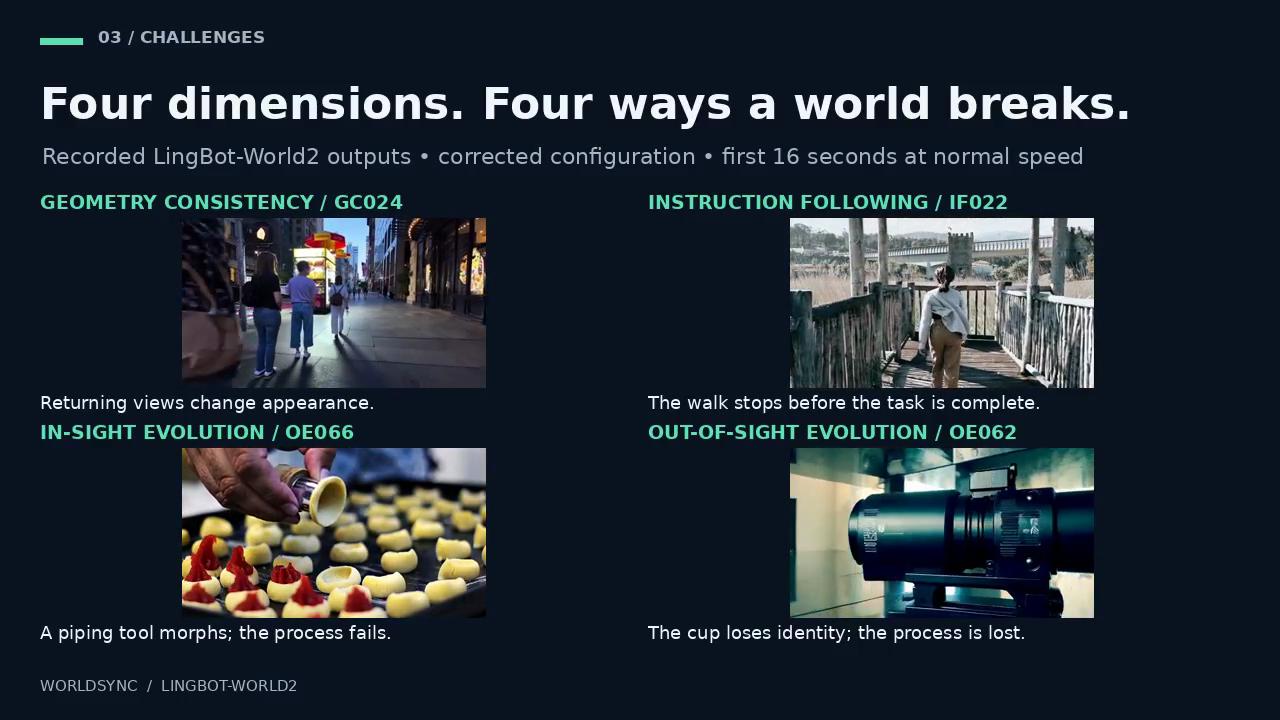 03 / CHALLENGES
Four dimensions. Four ways a world breaks.
Recorded LingBot-World2 outputs • corrected configuration • first 16 seconds at normal speed
GEOMETRY CONSISTENCY / GC024
Returning views change appearance.
INSTRUCTION FOLLOWING / IF022
The walk stops before the task is complete.
IN-SIGHT EVOLUTION / OE066
A piping tool morphs; the process fails.
OUT-OF-SIGHT EVOLUTION / OE062
The cup loses identity; the process is lost.
WORLDSYNC / LINGBOT-WORLD2